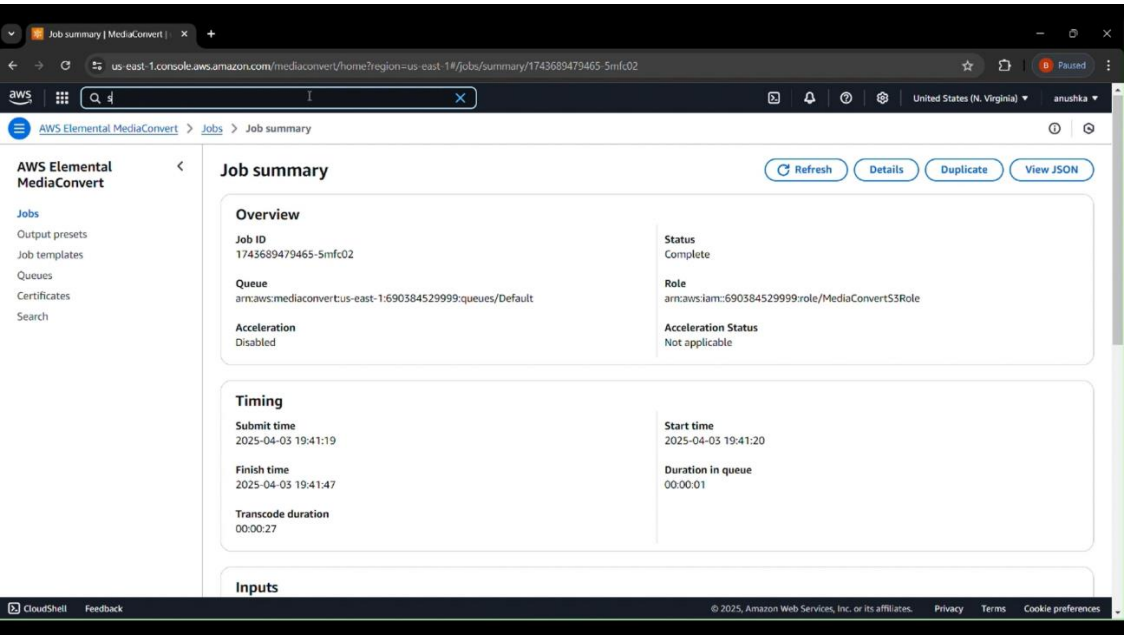 Job summary | MediaConvert |
us-east-1.console.aws.amazon.com/mediaconvert/home?region=us-east-1#/jobs/summary/1743689479465-5mfc02
B Paused
aws
s
United States (N. Virginia)
anushka
AWS Elemental MediaConvert > Jobs > Job summary
AWS Elemental
MediaConvert
Jobs
Output presets
Job templates
Queues
Certificates
Search
Job summary
Refresh
Details
Duplicate
View JSON
Overview
Job ID
1743689479465-5mfc02
Status
Complete
Queue
arn:aws:mediaconvert:us-east-1:690384529999:queues/Default
Role
arn:aws:iam::690384529999:role/MediaConvertS3Role
Acceleration
Disabled
Acceleration Status
Not applicable
Timing
Submit time
2025-04-03 19:41:19
Start time
2025-04-03 19:41:20
Finish time
2025-04-03 19:41:47
Duration in queue
00:00:01
Transcode duration
00:00:27
Inputs
CloudShell
Feedback
© 2025, Amazon Web Services, Inc. or its affiliates.
Privacy
Terms
Cookie preferences